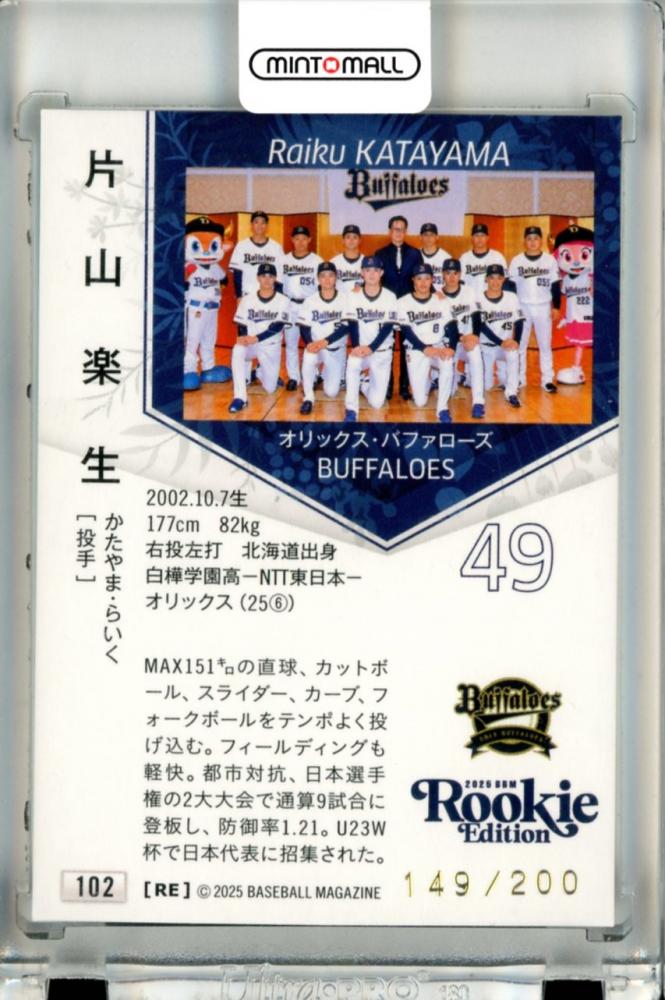 MINTOMALL
Raiku KATAYAMA
Buffaloes
片山楽生
かたやま・らいく
[投手]
オリックス・バファローズ
BUFFALOES
2002.10.7生
177cm 82kg
右投左打 北海道出身
白樺学園高ーNTT東日本ー
オリックス(25⑥)
49
MAX151㌔の直球、カットボ
ール、スライダー、カーブ、フ
ォークボールをテンポよく投
げ込む。フィールディングも
軽快。都市対抗、日本選手
権の2大大会で通算9試合に
登板し、防御率1.21。U23W
杯で日本代表に招集された。
Buffaloes
ORIX BUFFALOES
2025 BBM
Rookie
Edition
102
[RE] © 2025 BASEBALL MAGAZINE
149/200
Ultra·PRO